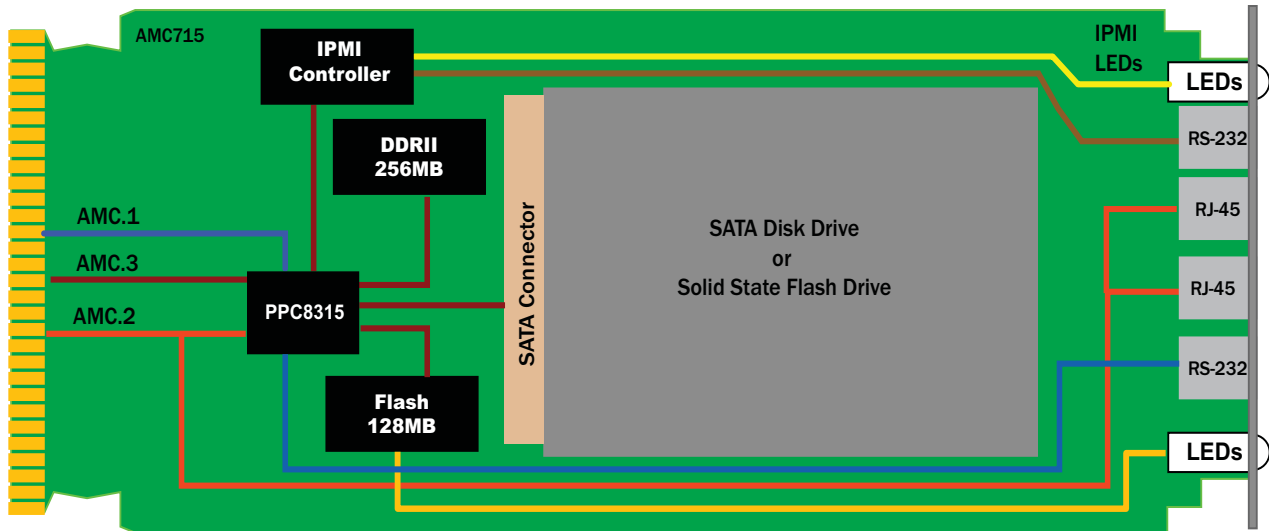 AMC715
IPMI
Controller
IPMI
LEDs
LEDs
RS-232
DDRII
256MB
RJ-45
AMC.1
SATA Connector
SATA Disk Drive
or
Solid State Flash Drive
AMC.3
PPC8315
RJ-45
AMC.2
RS-232
Flash
128MB
LEDs